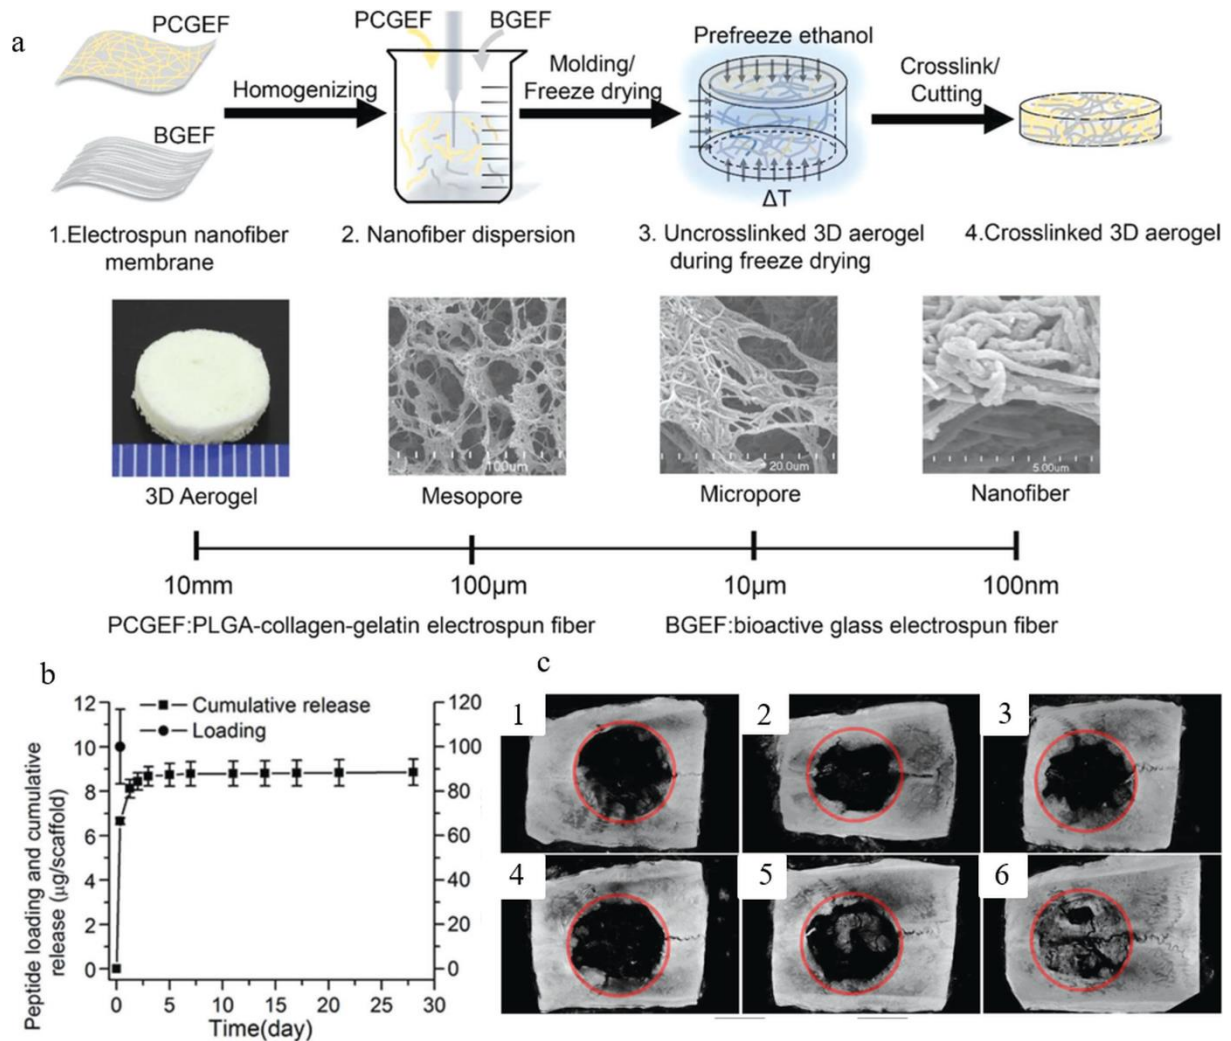 a
PCGEF
BGEF
Homogenizing
PCGEF
BGEF
Molding/
Freeze drying
Prefreeze ethanol
ΔT
Crosslink/
Cutting
1.Electrospun nanofiber
membrane
2. Nanofiber dispersion
3. Uncrosslinked 3D aerogel
during freeze drying
4.Crosslinked 3D aerogel
100um
20.0um
5.00um
3D Aerogel
Mesopore
Micropore
Nanofiber
10mm
100μm
10μm
100nm
PCGEF:PLGA-collagen-gelatin electrospun fiber
BGEF:bioactive glass electrospun fiber
b
Peptide loading and cumulative
release (μg/scaffold)
12
10
8
6
4
2
0
Cumulative release
Loading
120
100
80
60
40
20
0
0
5
10
15
20
25
30
Time(day)
c
1
2
3
4
5
6